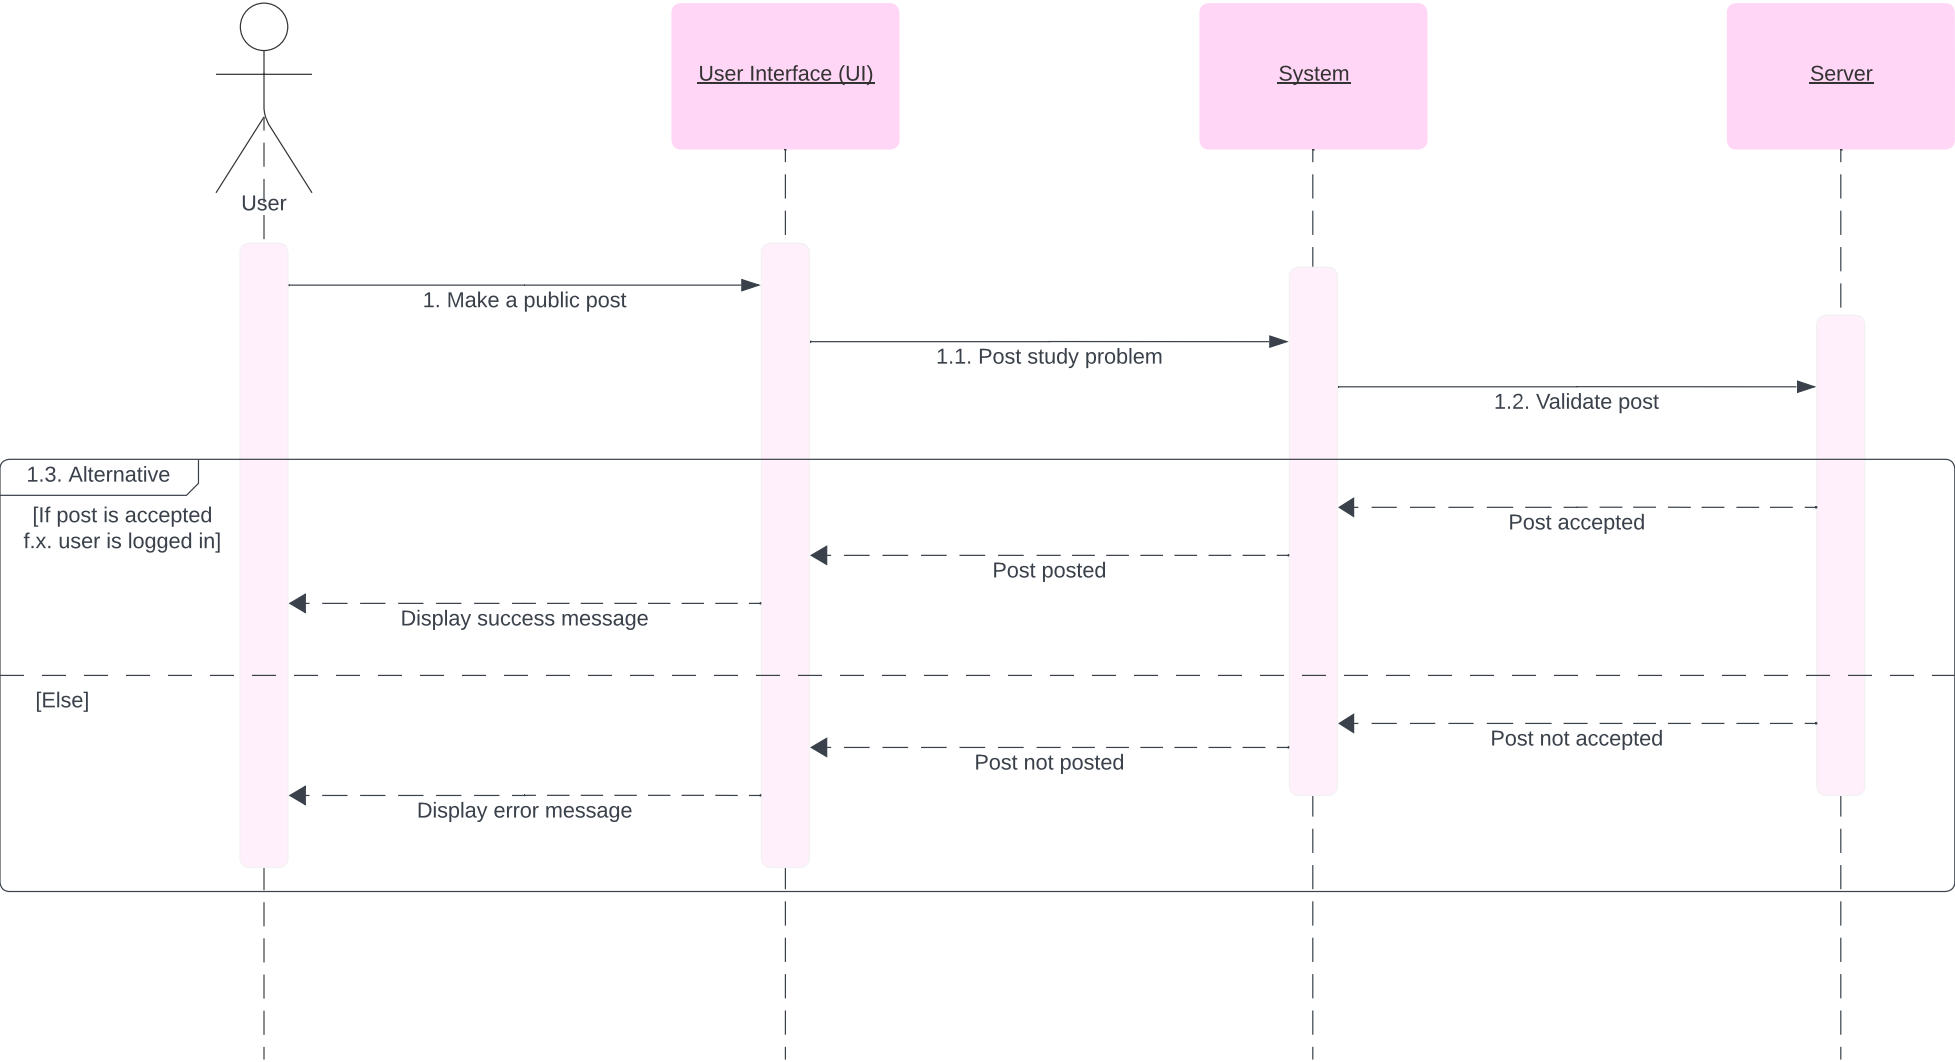 User Interface (UI)
System
Server
User
1. Make a public post
1.1. Post study problem
1.2. Validate post
1.3. Alternative
[If post is accepted
f.x. user is logged in]
Post accepted
Post posted
Display success message
[Else]
Post not accepted
Post not posted
Display error message